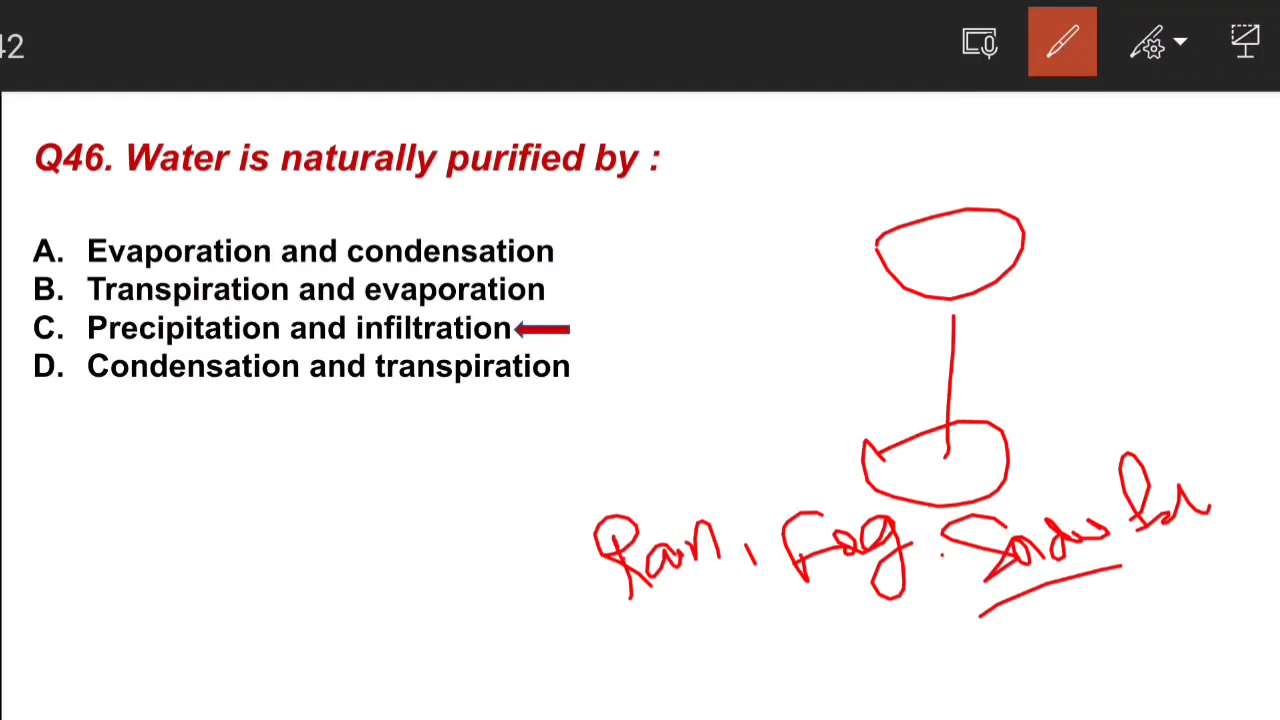 42
Q46. Water is naturally purified by :
A. Evaporation and condensation
B. Transpiration and evaporation
C. Precipitation and infiltration
D. Condensation and transpiration
Rain, Fog.